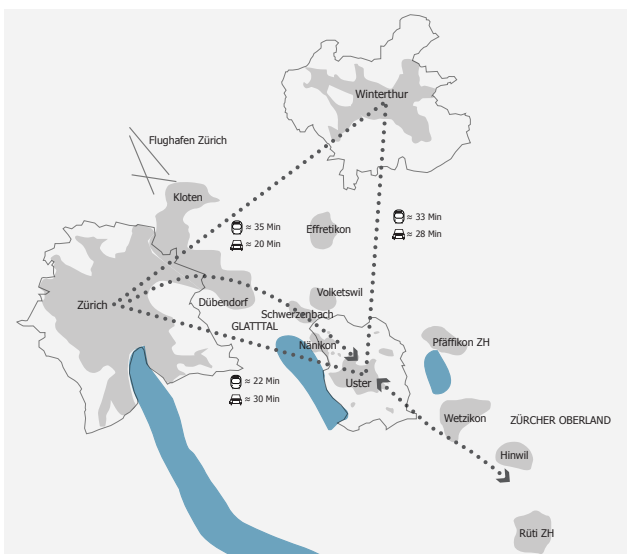 Winterthur
Flughafen Zürich
Kloten
≈ 35 Min
≈ 20 Min
≈ 33 Min
≈ 28 Min
Effretikon
Zürich
Dübendorf
Volketswil
Schwerzenbach
GLATTTAL
Nänikon
Pfäffikon ZH
Uster
≈ 22 Min
≈ 30 Min
Wetzikon
ZÜRCHER OBERLAND
Hinwil
Rüti ZH